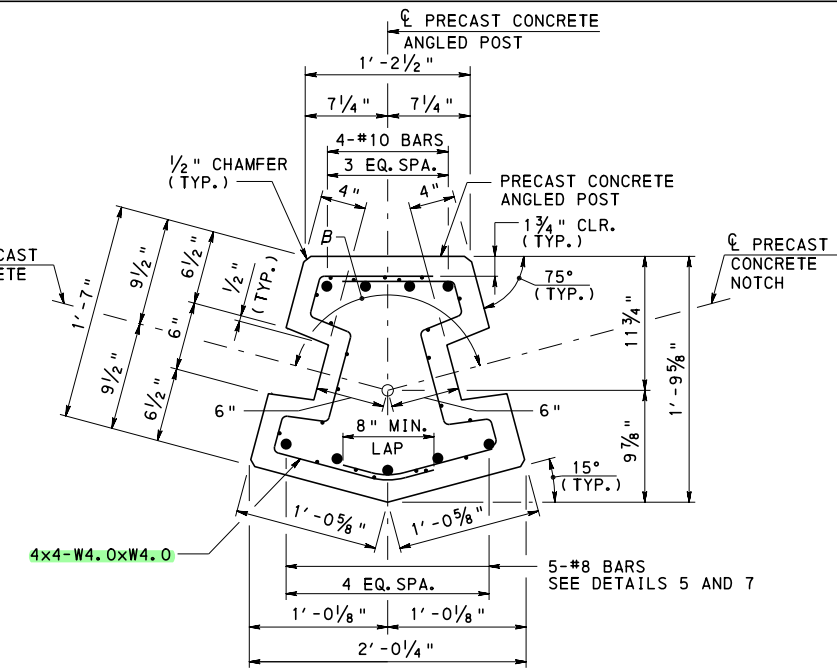 ℄ PRECAST CONCRETE
ANGLED POST
1'-2½"
7¼" 7¼"
4-#10 BARS
3 EQ. SPA.
½" CHAMFER
(TYP.)
4" 4"
PRECAST CONCRETE
ANGLED POST
1¾" CLR.
(TYP.)
β
℄ PRECAST
CONCRETE
NOTCH
CAST
ETE
75°
(TYP.)
1'-7"
9½"
9½"
6½"
6"
6½"
½"
(TYP.)
11¾"
9⅞"
1'-9⅝"
6" 6"
8" MIN.
LAP
15°
(TYP.)
1'-0⅝" 1'-0⅝"
4x4-W4.0xW4.0
5-#8 BARS
SEE DETAILS 5 AND 7
4 EQ. SPA.
1'-0⅛" 1'-0⅛"
2'-0¼"